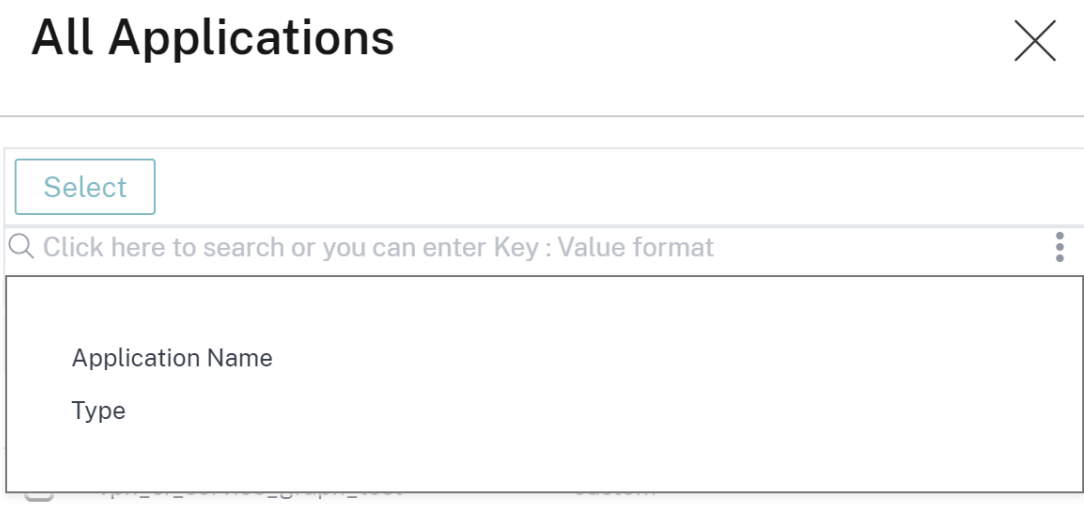 All Applications
Select
Click here to search or you can enter Key : Value format
Application Name
Type